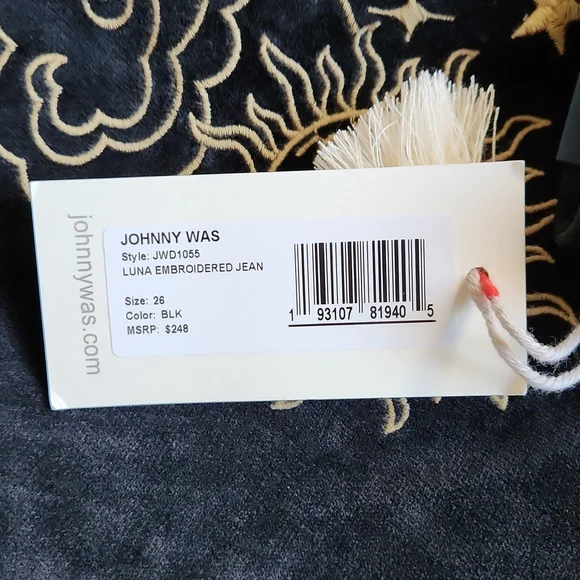 johnnywas.com
JOHNNY WAS
Style: JWD1055
LUNA EMBROIDERED JEAN
Size: 26
Color: BLK
MSRP: $248
1 93107 81940 5